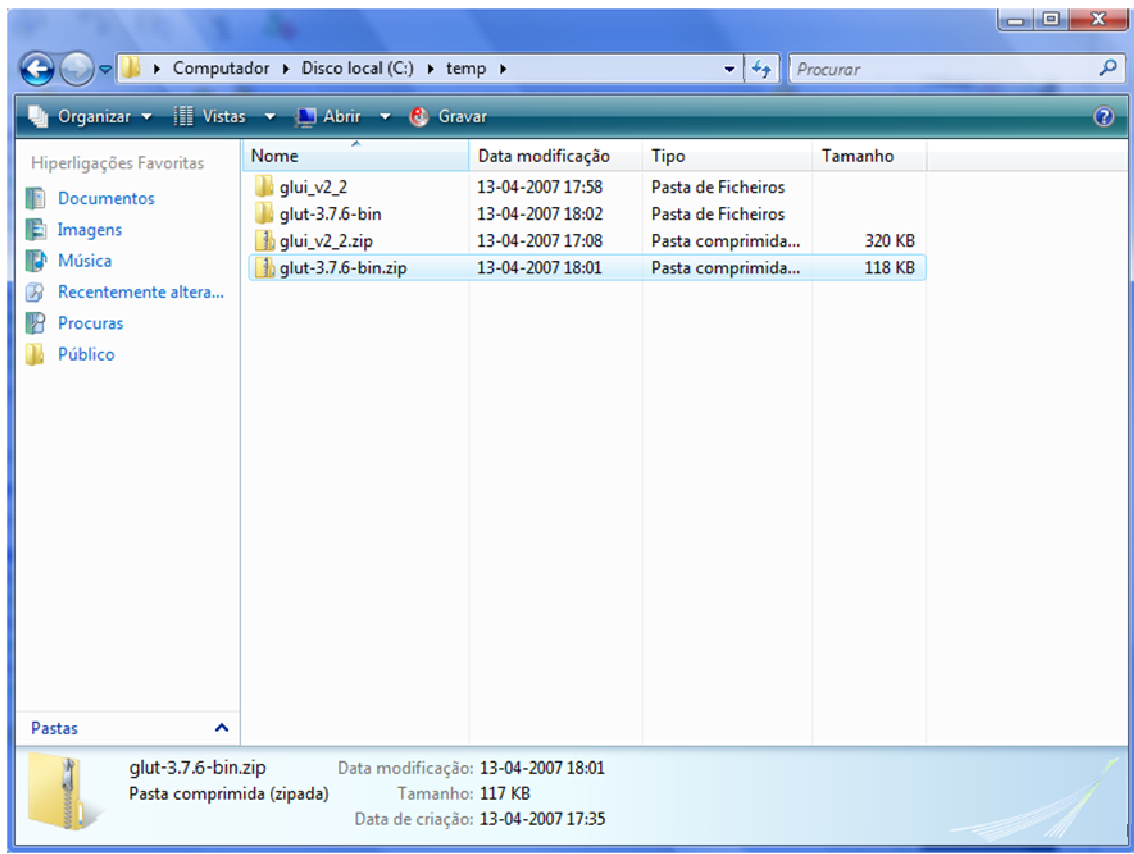 Computador Disco local (C:) temp Procurar
Organizar Vistas Abrir Gravar
Hiperligações Favoritas
Documentos
Imagens
Música
Recentemente altera...
Procuras
Público
Pastas
Nome Data modificação Tipo Tamanho
glui_v2_2 13-04-2007 17:58 Pasta de Ficheiros
glut-3.7.6-bin 13-04-2007 18:02 Pasta de Ficheiros
glui_v2_2.zip 13-04-2007 17:08 Pasta comprimida... 320 KB
glut-3.7.6-bin.zip 13-04-2007 18:01 Pasta comprimida... 118 KB
glut-3.7.6-bin.zip Data modificação: 13-04-2007 18:01
Pasta comprimida (zipada) Tamanho: 117 KB
Data de criação: 13-04-2007 17:35